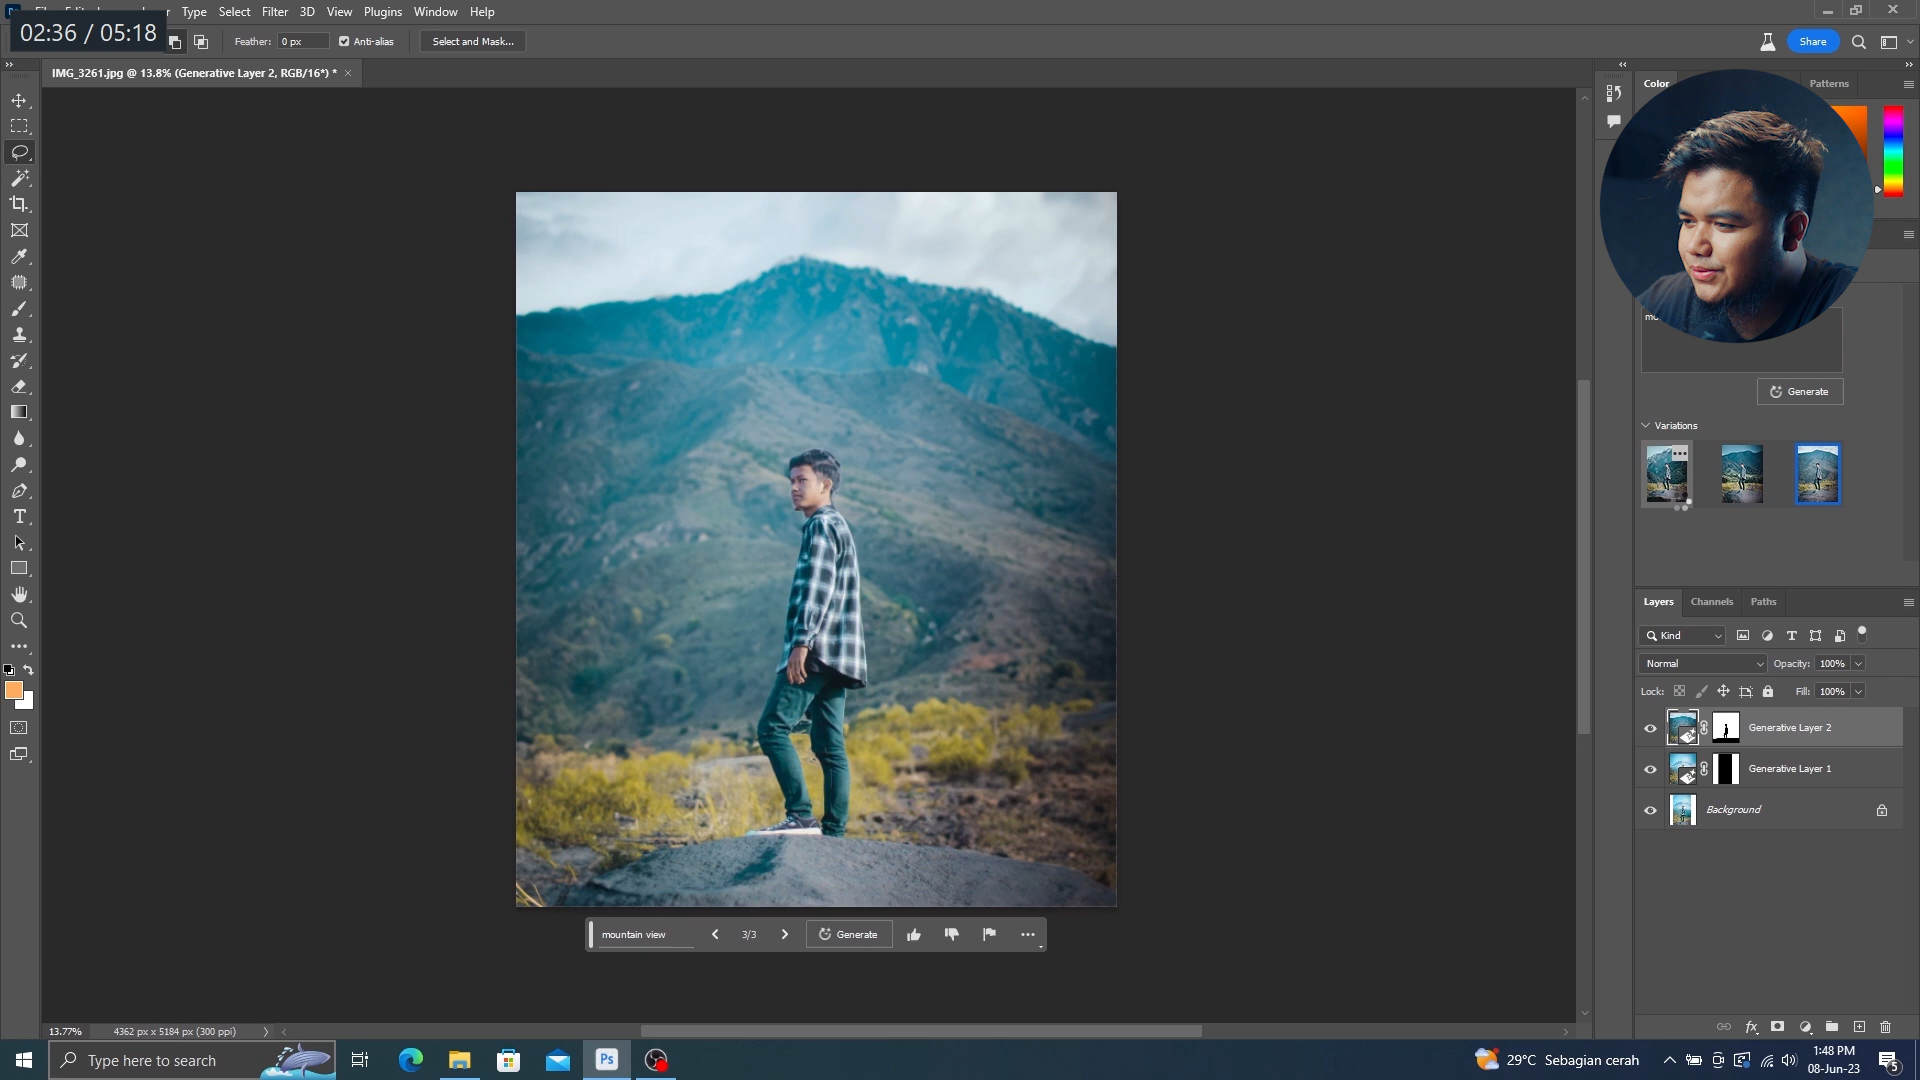 Type Select Filter 3D View Plugins Window Help
02:36 / 05:18
Feather: 0 px Anti-alias Select and Mask...
Share
IMG_3261.jpg @ 13.8% (Generative Layer 2, RGB/16*) * ×
Color Patterns
Generate
Variations
Layers Channels Paths
Kind
Normal Opacity: 100%
Lock: Fill: 100%
Generative Layer 2
Generative Layer 1
Background
mountain view 3/3 Generate
13.77% 4362 px x 5184 px (300 ppi)
Type here to search
Ps
29°C Sebagian cerah
1:48 PM
08-Jun-23
5